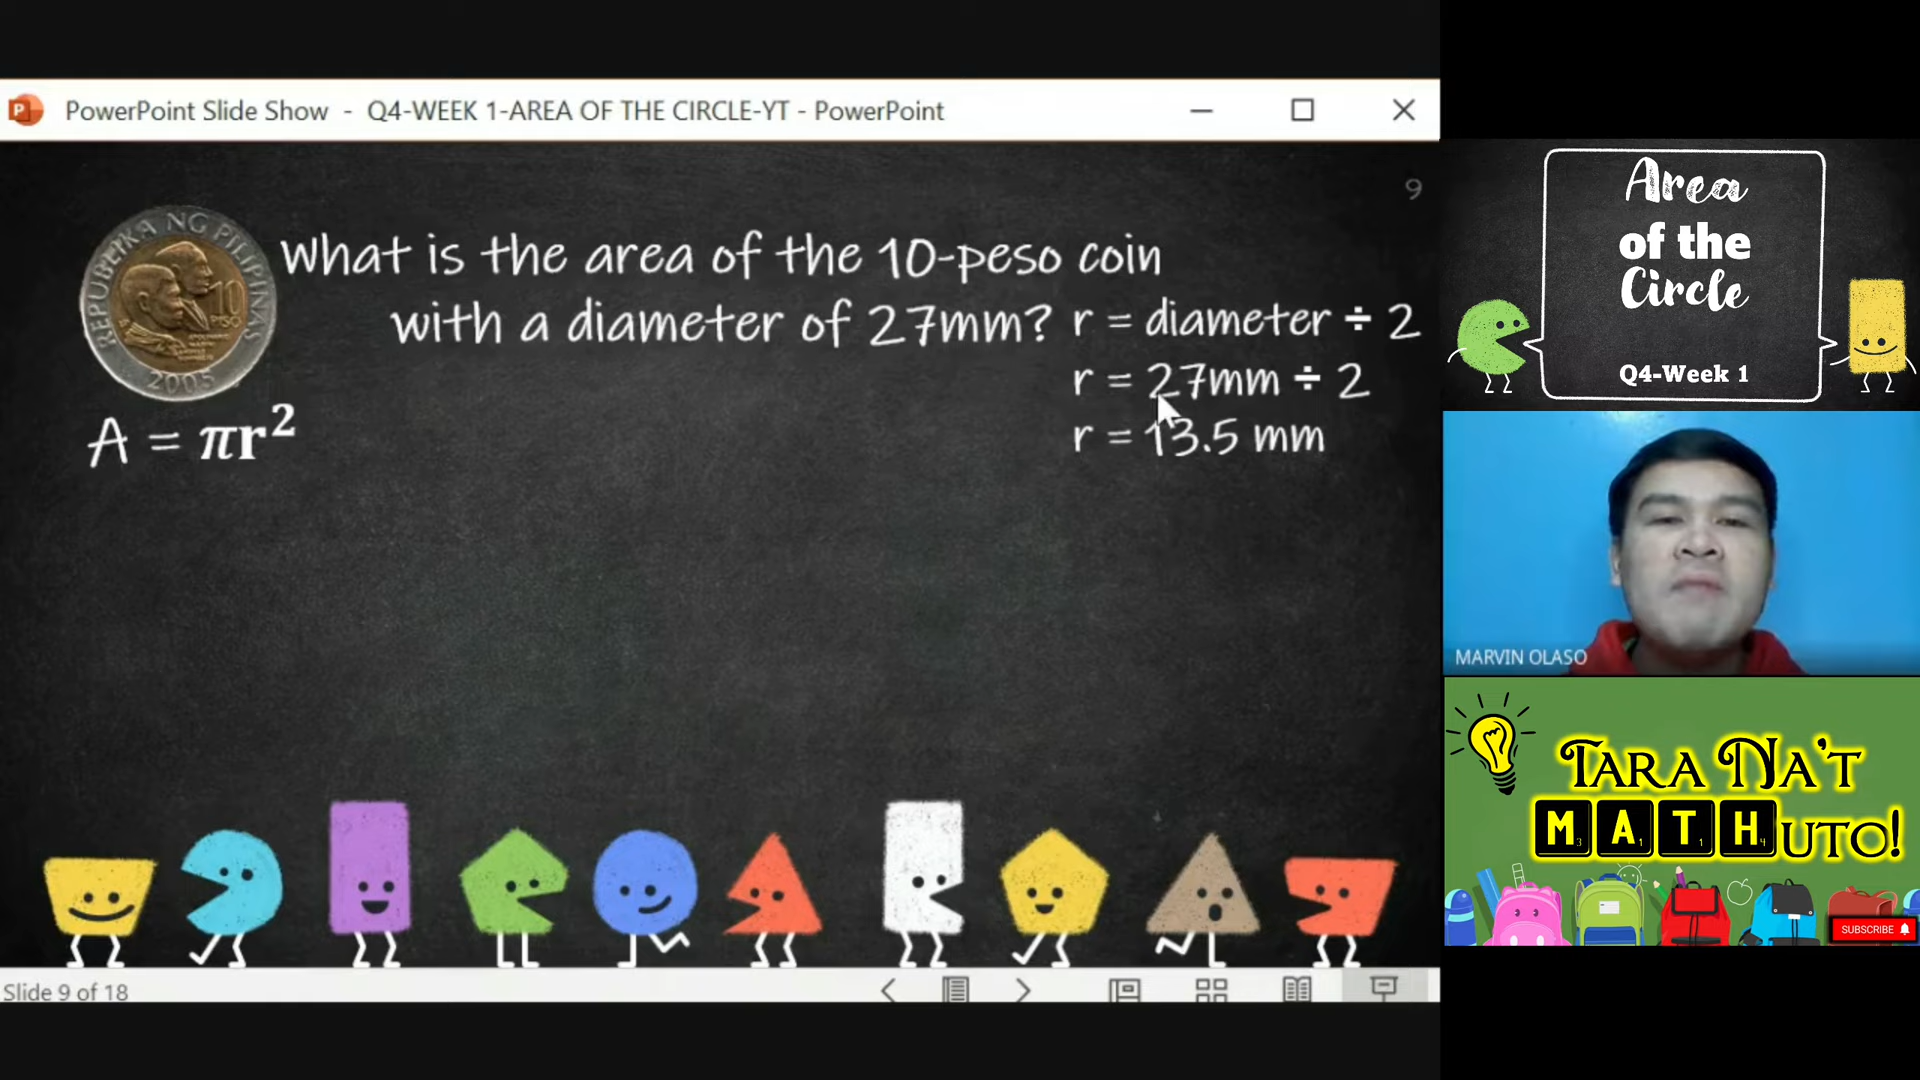 PowerPoint Slide Show - Q4-WEEK 1-AREA OF THE CIRCLE-YT - PowerPoint
9
REPUBLIKA NG PILIPINAS
10
PISO
2005
What is the area of the 10-peso coin
with a diameter of 27mm?
r = diameter ÷ 2
r = 27mm ÷ 2
r = 13.5 mm
A = πr²
Slide 9 of 18
Area
of the
Circle
Q4-Week 1
MARVIN OLASO
TARA NA'T
MATHUTO!
SUBSCRIBE